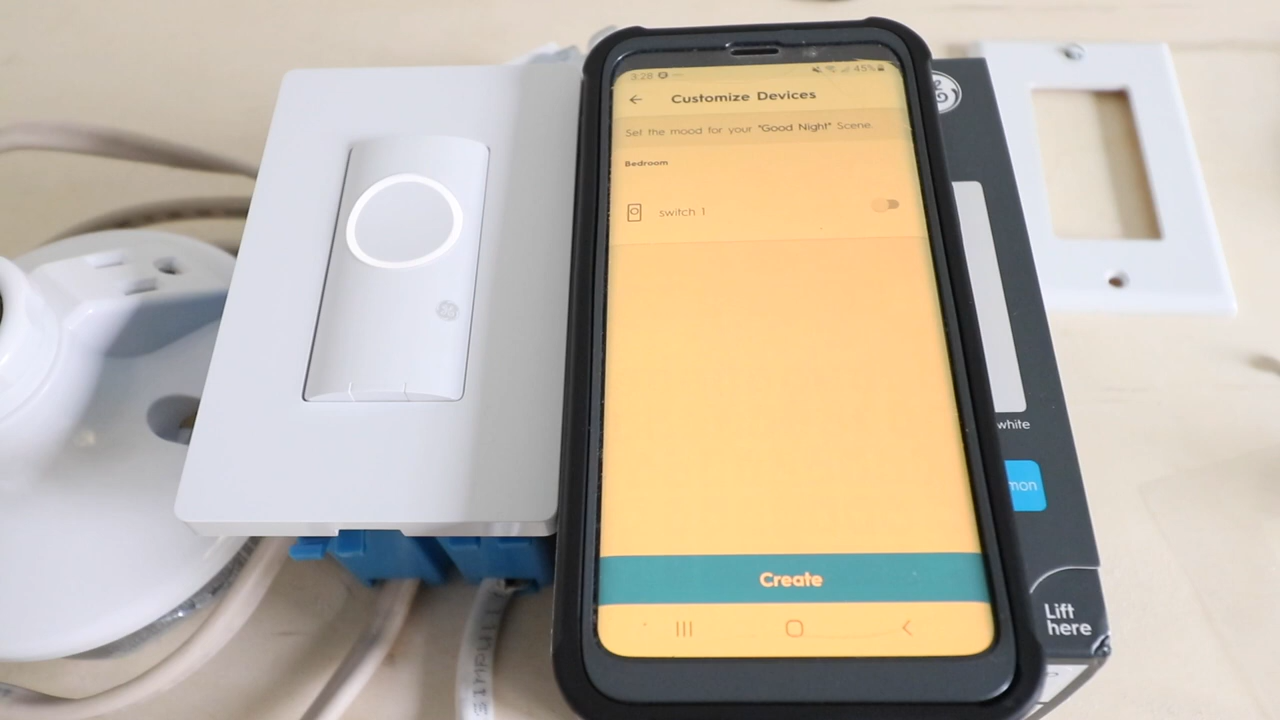 3:28
45%
Customize Devices
Set the mood for your "Good Night" Scene.
Bedroom
switch 1
Create
white
mon
Lift
here